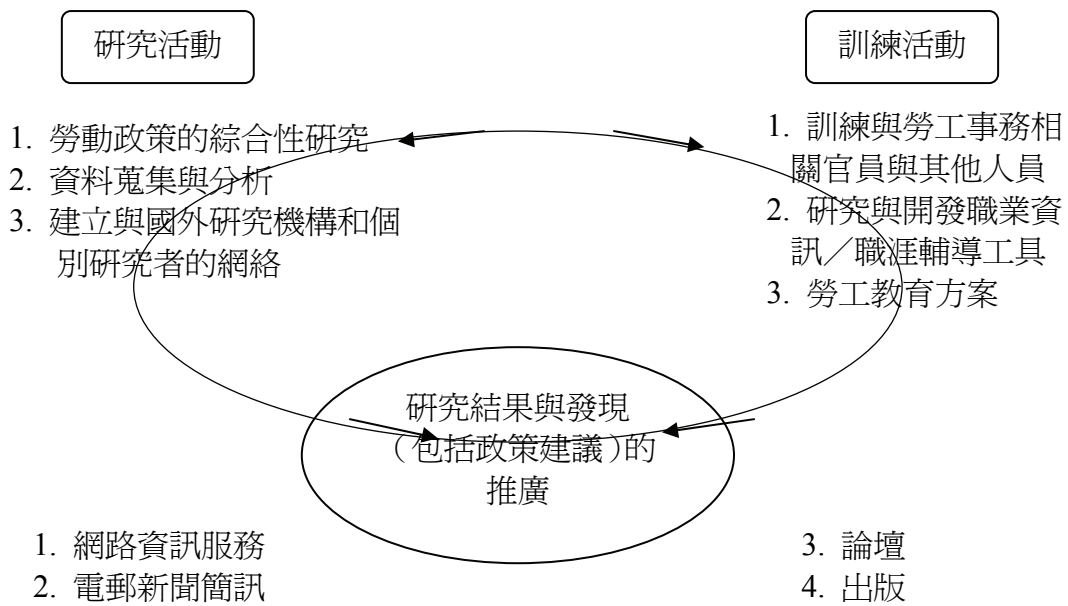 研究活動
訓練活動
1. 勞動政策的綜合性研究
2. 資料蒐集與分析
3. 建立與國外研究機構和個
別研究者的網絡
1. 訓練與勞工事務相
關官員與其他人員
2. 研究與開發職業資
訊／職涯輔導工具
3. 勞工教育方案
研究結果與發現
（包括政策建議）的
推廣
1. 網路資訊服務
2. 電郵新聞簡訊
3. 論壇
4. 出版